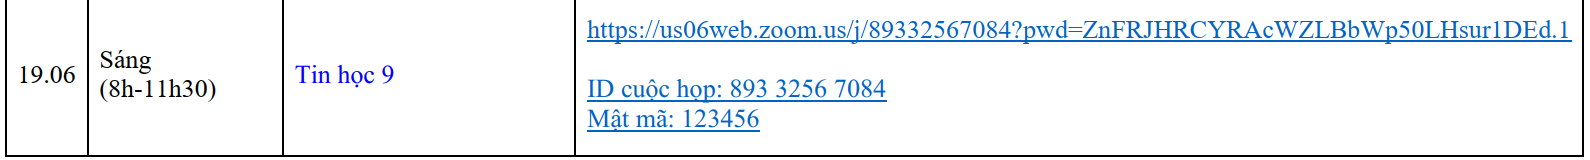 19.06
Sáng
(8h-11h30)
Tin học 9
https://us06web.zoom.us/j/89332567084?pwd=ZnFRJHRCYRAcWZLBbWp50LHsur1DEd.1
ID cuộc họp: 893 3256 7084
Mật mã: 123456